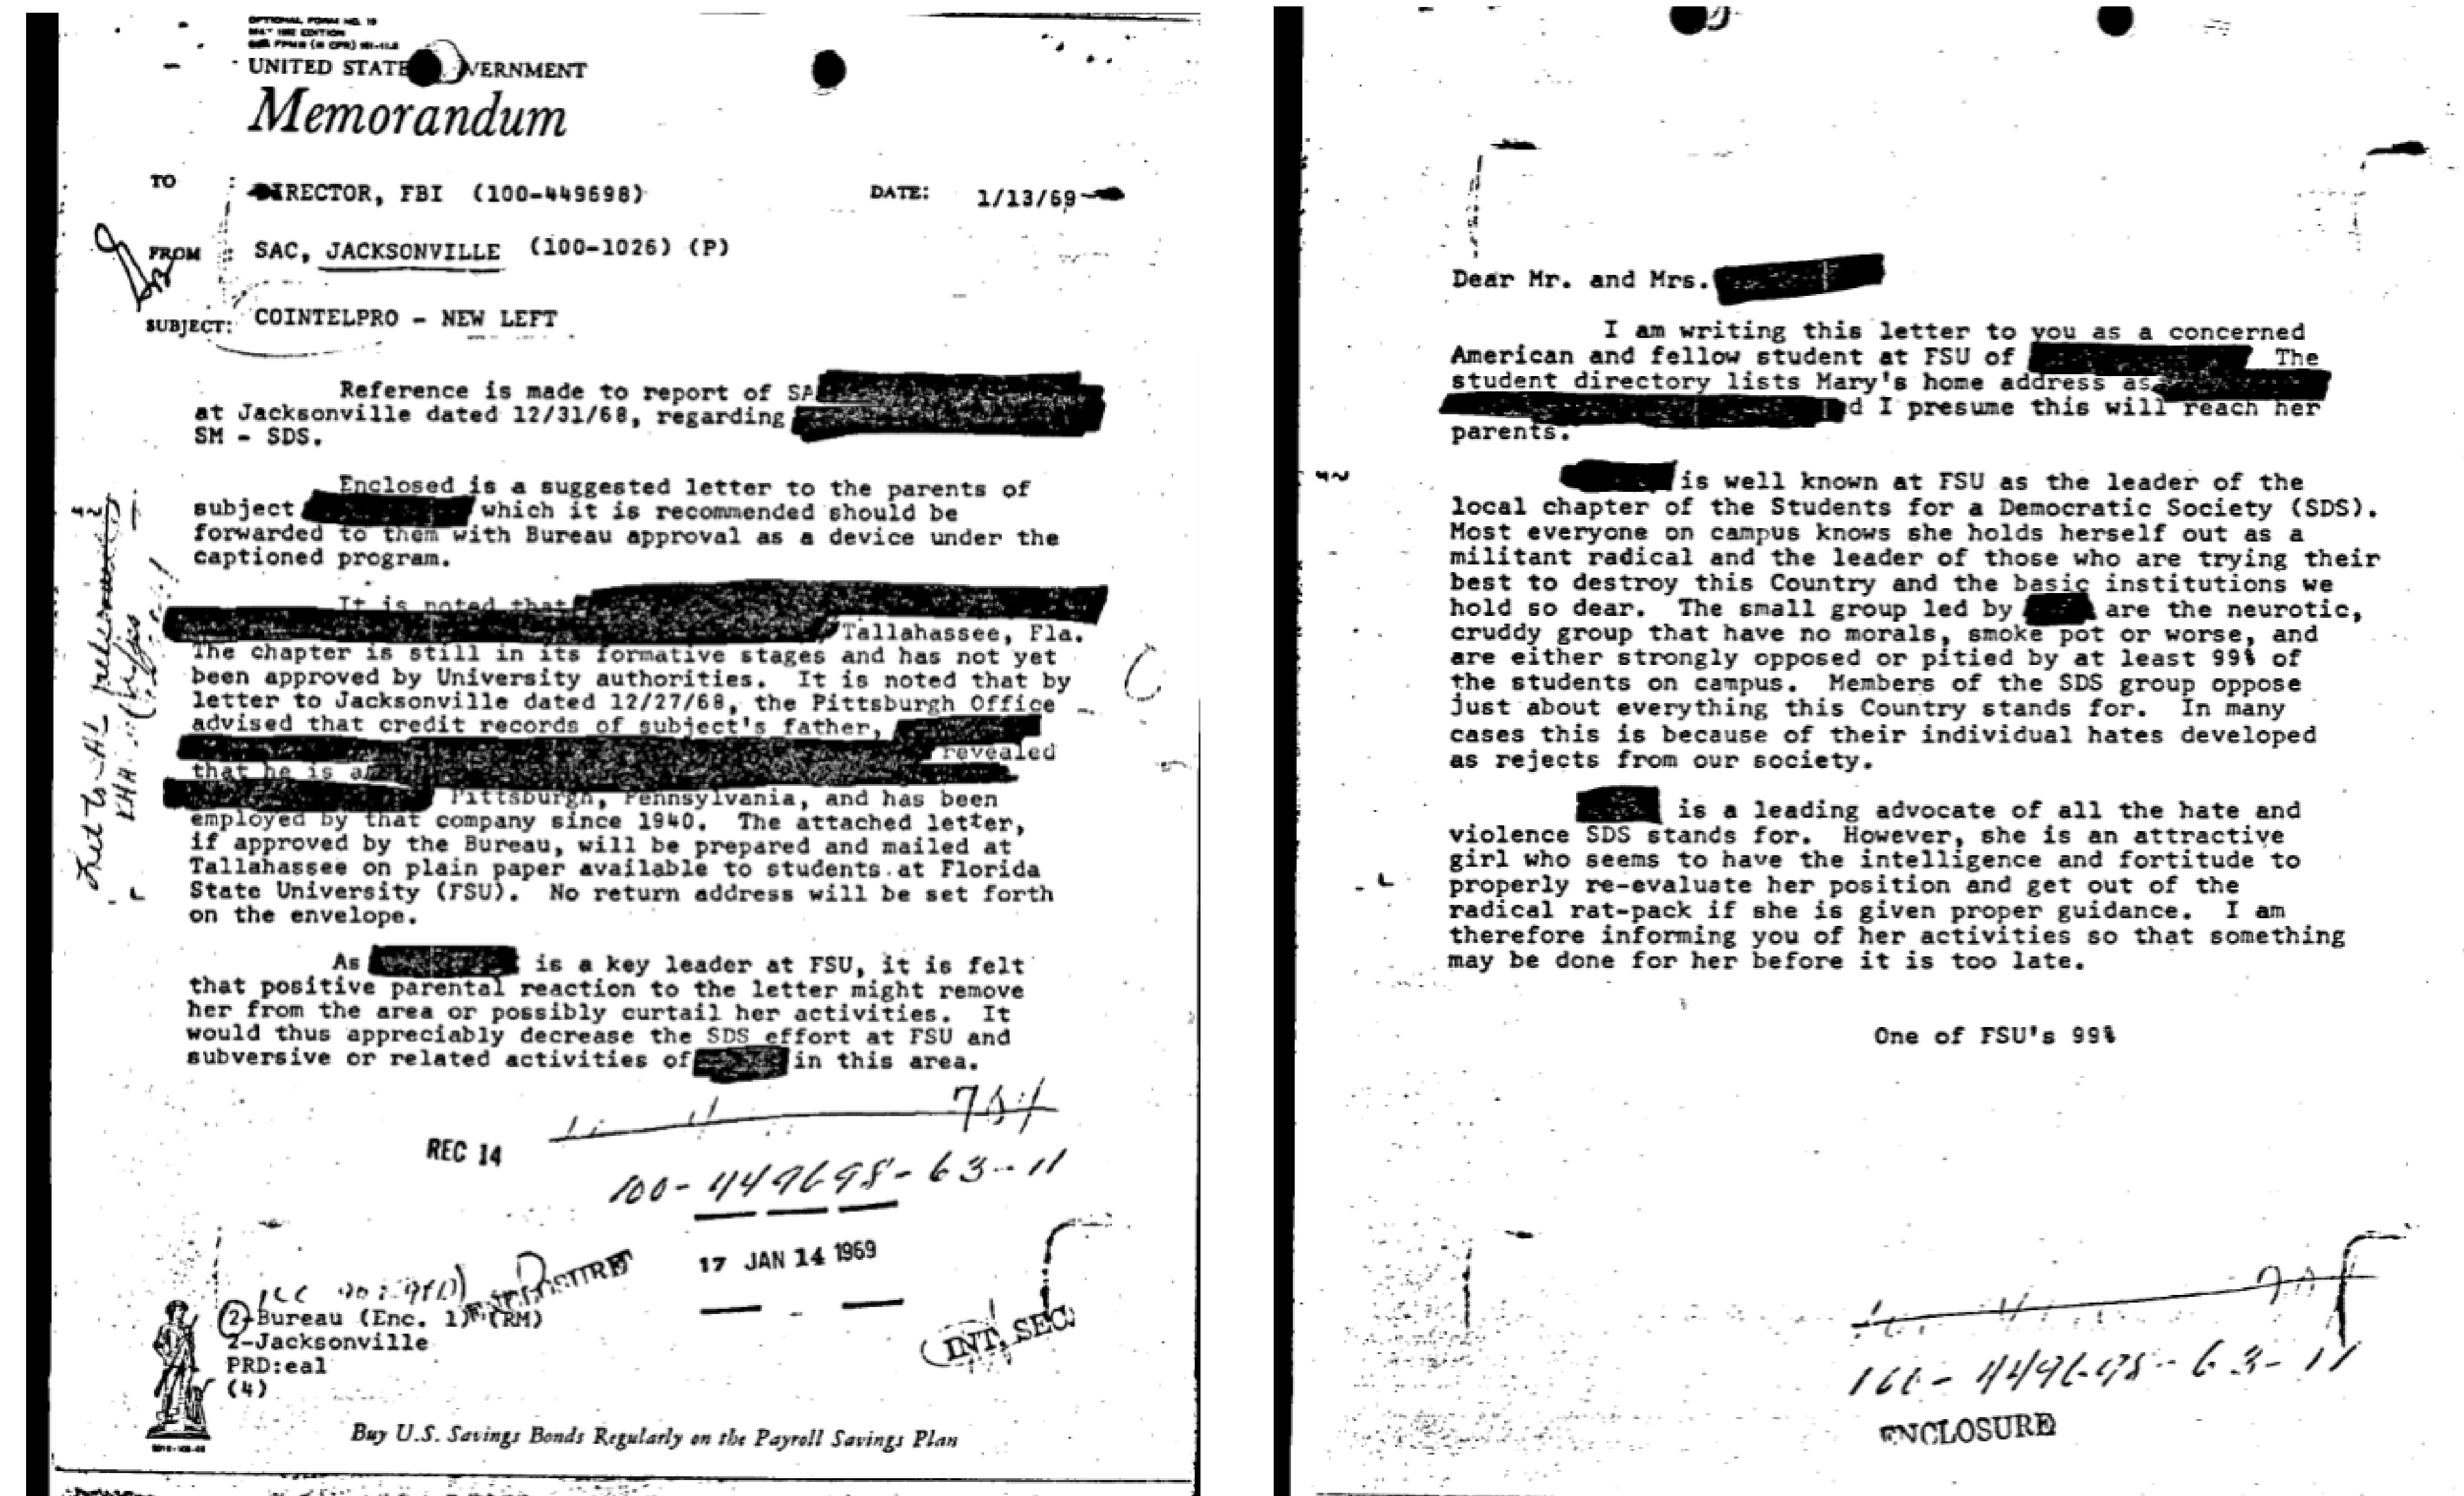 OPTIONAL FORM NO. 10
MAY 1962 EDITION
GSA FPMR (41 CFR) 101-11.6
UNITED STATE VERNMENT
Memorandum
TO : DIRECTOR, FBI (100-449698) DATE: 1/13/69
FROM : SAC, JACKSONVILLE (100-1026) (P)
SUBJECT: COINTELPRO - NEW LEFT
Reference is made to report of SA
at Jacksonville dated 12/31/68, regarding
SM - SDS.
Enclosed is a suggested letter to the parents of
subject which it is recommended should be
forwarded to them with Bureau approval as a device under the
captioned program.
It is noted that
Tallahassee, Fla.
The chapter is still in its formative stages and has not yet
been approved by University authorities. It is noted that by
letter to Jacksonville dated 12/27/68, the Pittsburgh Office
advised that credit records of subject's father,
revealed
that he is a
Pittsburgh, Pennsylvania, and has been
employed by that company since 1940. The attached letter,
if approved by the Bureau, will be prepared and mailed at
Tallahassee on plain paper available to students at Florida
State University (FSU). No return address will be set forth
on the envelope.
As is a key leader at FSU, it is felt
that positive parental reaction to the letter might remove
her from the area or possibly curtail her activities. It
would thus appreciably decrease the SDS effort at FSU and
subversive or related activities of in this area.
REC 14
100-449698-63-11
17 JAN 14 1969
ENCLOSURE
2-Bureau (Enc. 1) (RM)
2-Jacksonville
PRD:eal
(4)
INT. SEC.
Buy U.S. Savings Bonds Regularly on the Payroll Savings Plan
Dear Mr. and Mrs.
I am writing this letter to you as a concerned
American and fellow student at FSU of The
student directory lists Mary's home address as
d I presume this will reach her
parents.
is well known at FSU as the leader of the
local chapter of the Students for a Democratic Society (SDS).
Most everyone on campus knows she holds herself out as a
militant radical and the leader of those who are trying their
best to destroy this Country and the basic institutions we
hold so dear. The small group led by are the neurotic,
cruddy group that have no morals, smoke pot or worse, and
are either strongly opposed or pitied by at least 99% of
the students on campus. Members of the SDS group oppose
just about everything this Country stands for. In many
cases this is because of their individual hates developed
as rejects from our society.
is a leading advocate of all the hate and
violence SDS stands for. However, she is an attractive
girl who seems to have the intelligence and fortitude to
properly re-evaluate her position and get out of the
radical rat-pack if she is given proper guidance. I am
therefore informing you of her activities so that something
may be done for her before it is too late.
One of FSU's 99%
100-449698-63-11
ENCLOSURE